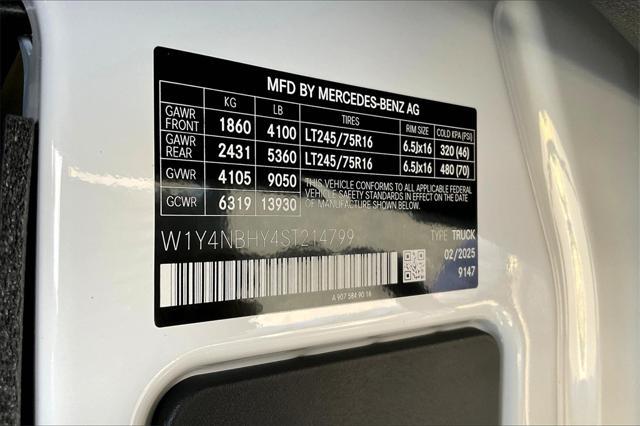 MFD BY MERCEDES-BENZ AG
KG LB TIRES RIM SIZE COLD KPA (PSI)
GAWR FRONT 1860 4100 LT245/75R16 6.5Jx16 320 (46)
GAWR REAR 2431 5360 LT245/75R16 6.5Jx16 480 (70)
GVWR 4105 9050
GCWR 6319 13930
THIS VEHICLE CONFORMS TO ALL APPLICABLE FEDERAL
MOTOR VEHICLE SAFETY STANDARDS IN EFFECT ON THE
DATE OF MANUFACTURE SHOWN BELOW.
W1Y4NBHY4ST214799 TYPE TRUCK
02/2025
9147
A 907 584 90 16